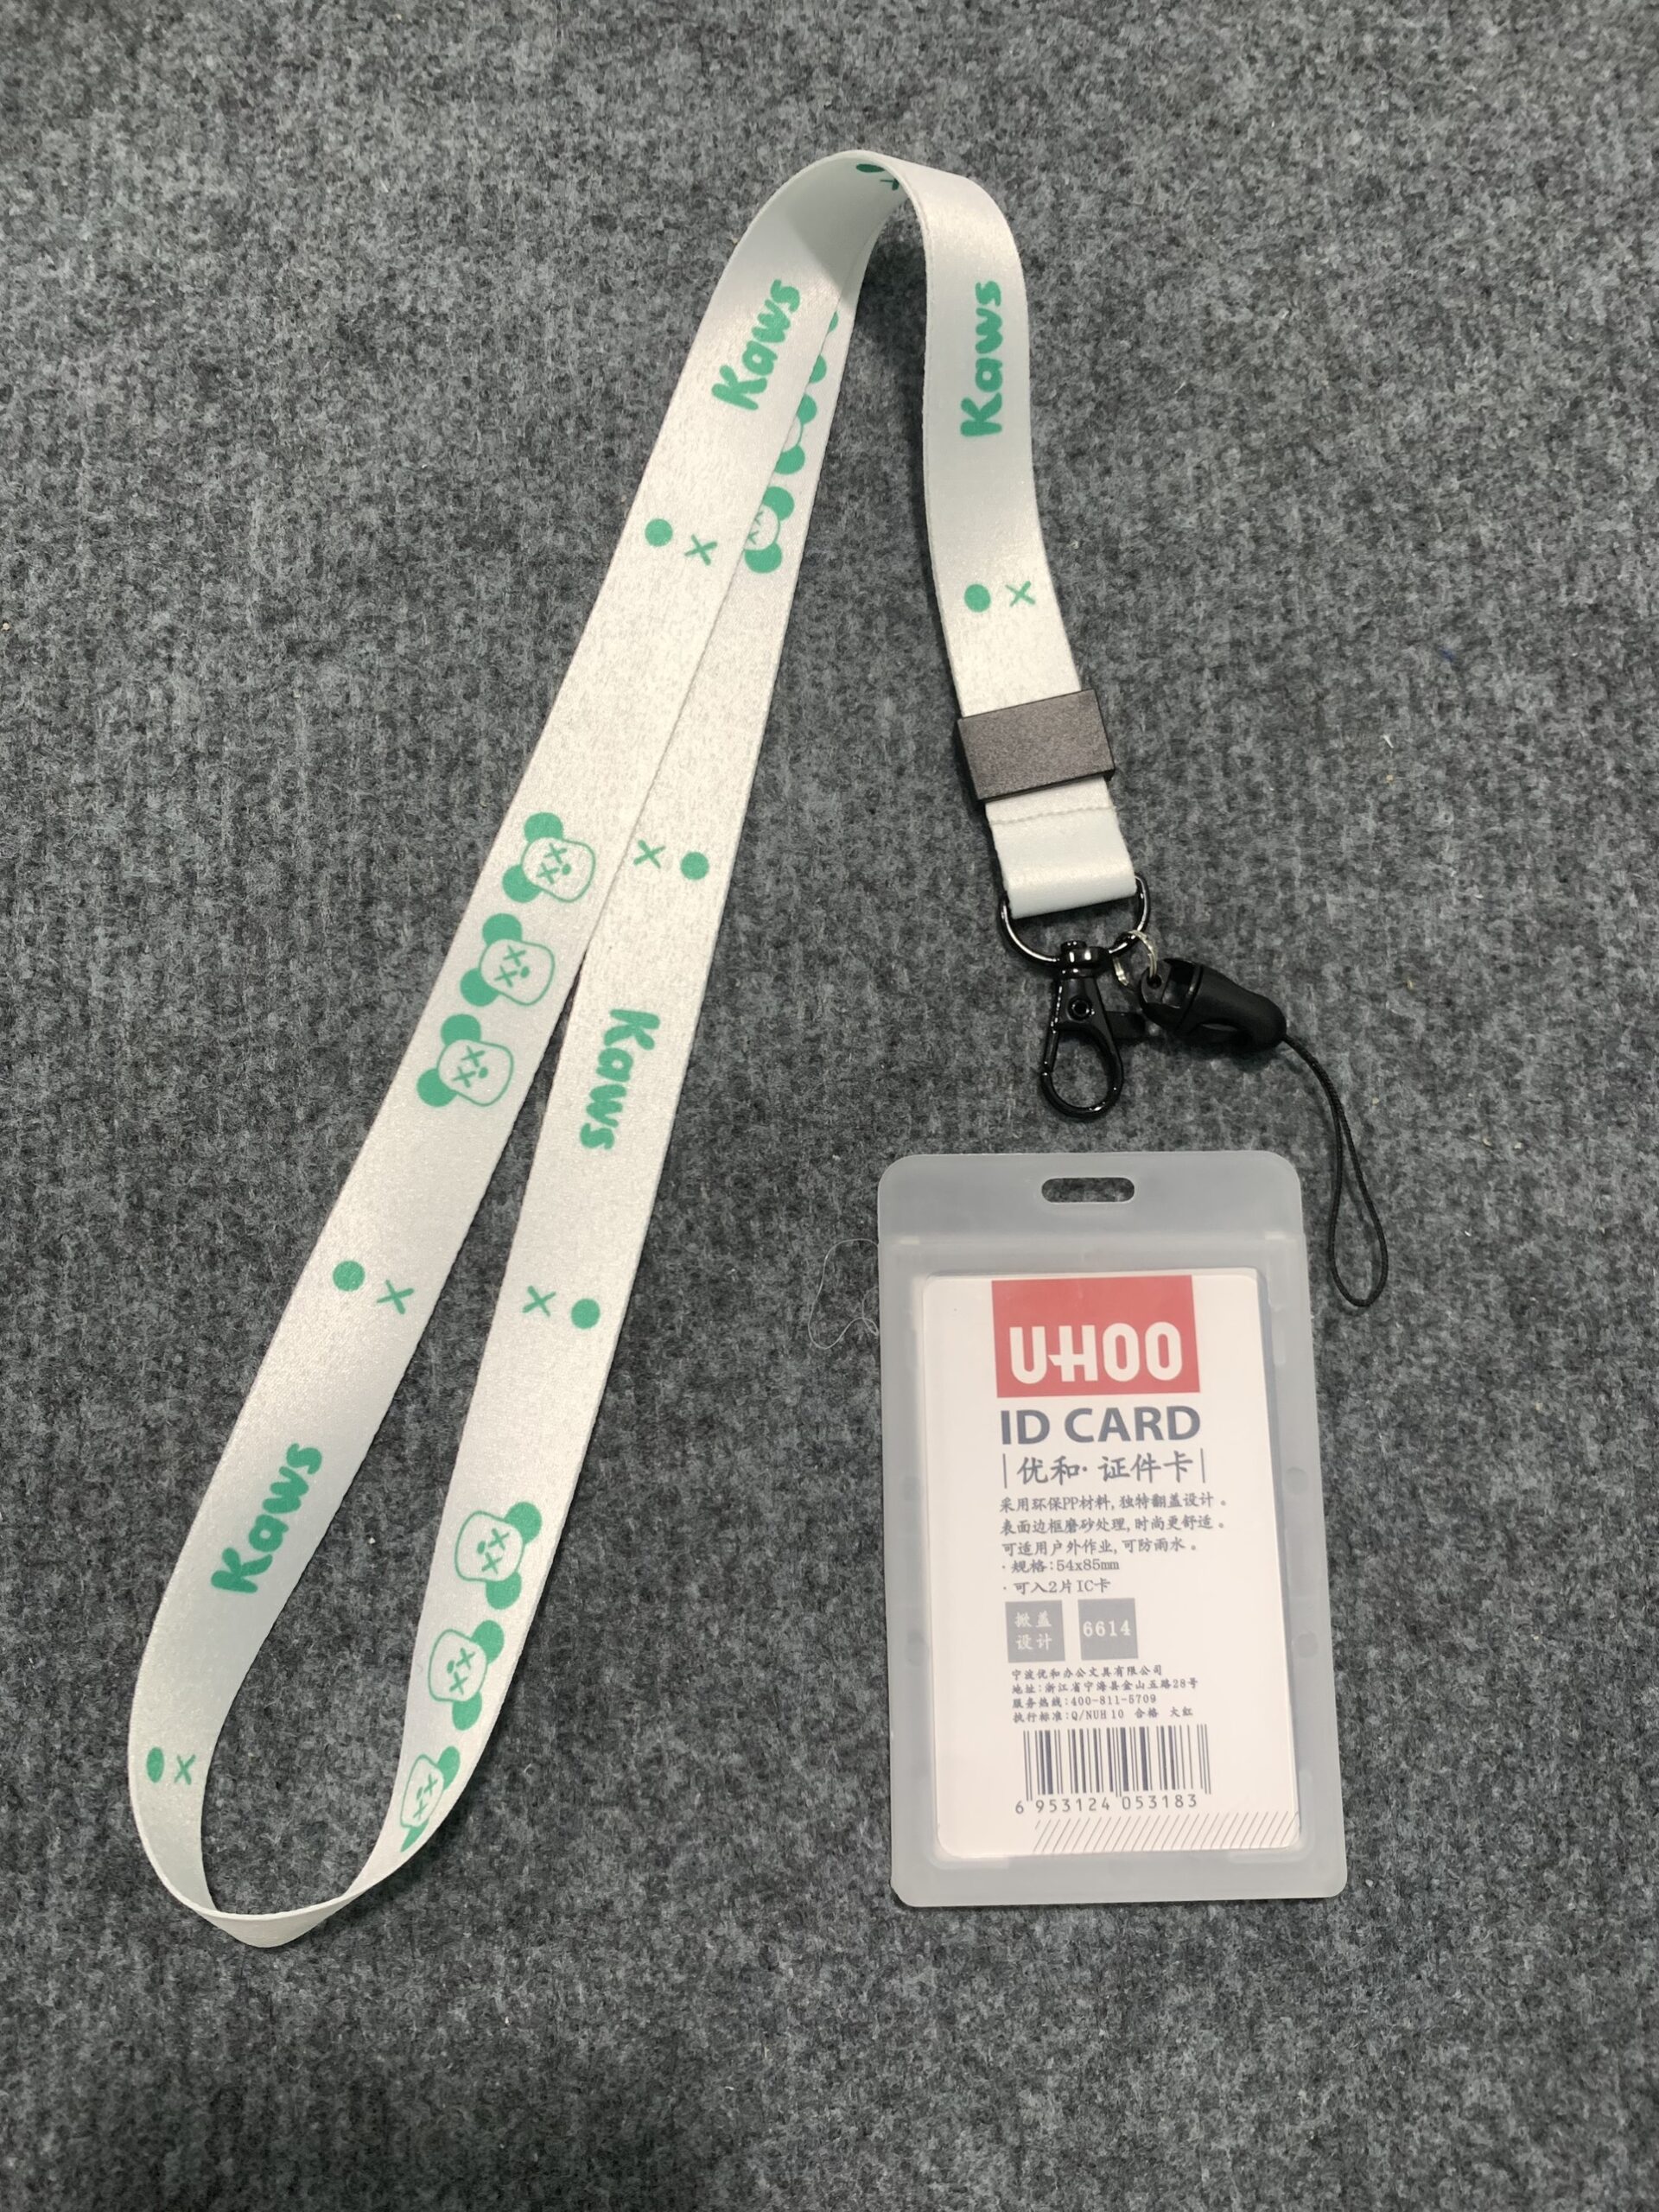 Kaws
Kaws
Kaws
Kaws
UHOO
ID CARD
优和·证件卡
采用环保PP材料,独特翻盖设计。
表面边框磨砂处理,时尚更舒适。
可适用户外作业,可防雨水。
·规格:54x85mm
·可入2片IC卡
掀盖
设计
6614
宁波优和办公文具有限公司
地址:浙江省宁海县金山五路28号
服务热线:400-811-5709
执行标准:Q/NUH 10 合格 大红
6 953124 053183